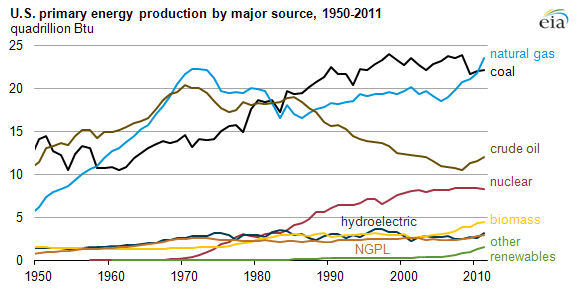 U.S. primary energy production by major source, 1950-2011
quadrillion Btu
eia
25
20
15
10
5
0
natural gas
coal
crude oil
nuclear
hydroelectric
biomass
NGPL
other
renewables
1950 1960 1970 1980 1990 2000 2010